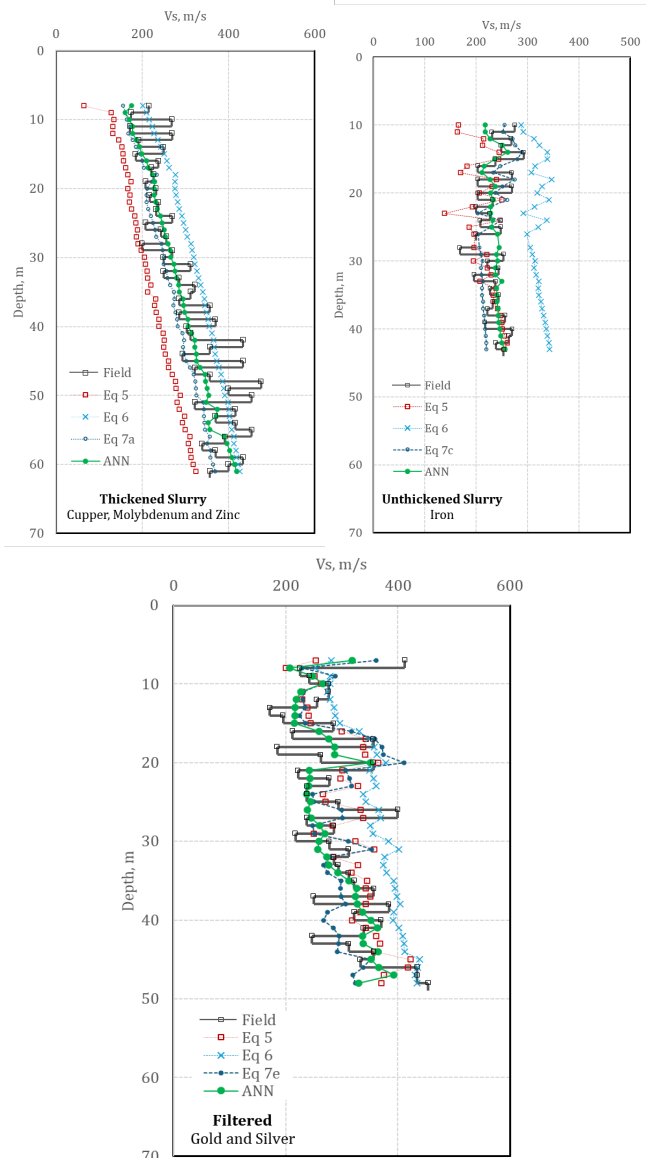 Vs, m/s
0 200 400 600
0
10
20
30
40
50
60
70
Depth, m
Field
Eq 5
Eq 6
Eq 7a
ANN
Thickened Slurry
Cupper, Molybdenum and Zinc
Vs, m/s
0 100 200 300 400 500
0
10
20
30
40
50
60
70
Depth, m
Field
Eq 5
Eq 6
Eq 7c
ANN
Unthickened Slurry
Iron
Vs, m/s
0 200 400 600
0
10
20
30
40
50
60
70
Depth, m
Field
Eq 5
Eq 6
Eq 7e
ANN
Filtered
Gold and Silver